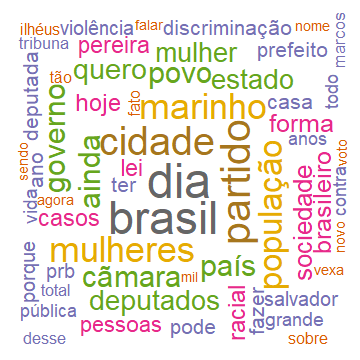 ilhéus violência falar discriminação nome
tribuna pereira mulher prefeito marcos
deputada tão quero povo estado todo
governo hoje fato marinho casa forma
sendo ano ainda cidade partido anos
lei dia população sociedade brasileiro contra voto
vida agora ter brasil novo
casos mulheres
porque prb câmara mil país vexa
total deputados racial fazer salvador
pública pessoas pode grande
desse sobre